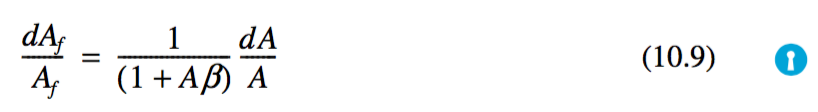 dA_f/A_f = 1/(1 + Aβ) dA/A (10.9)